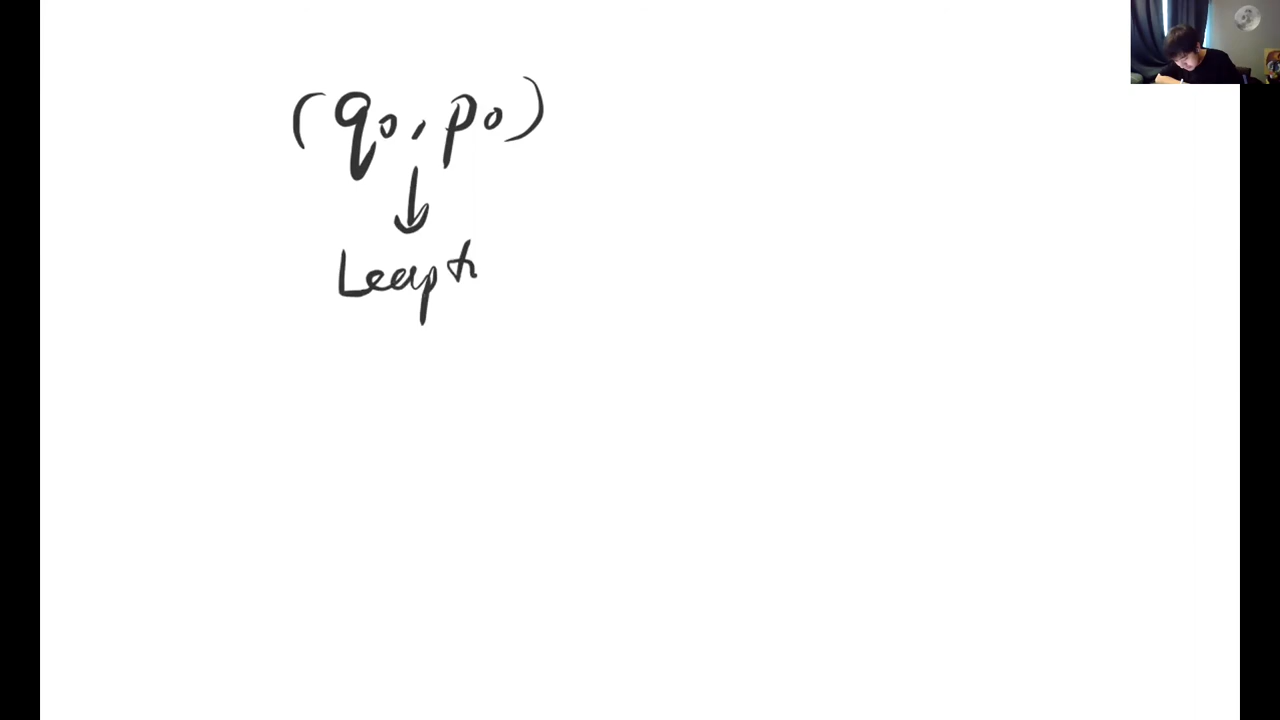 (q₀, p₀)
↓
Leapfr